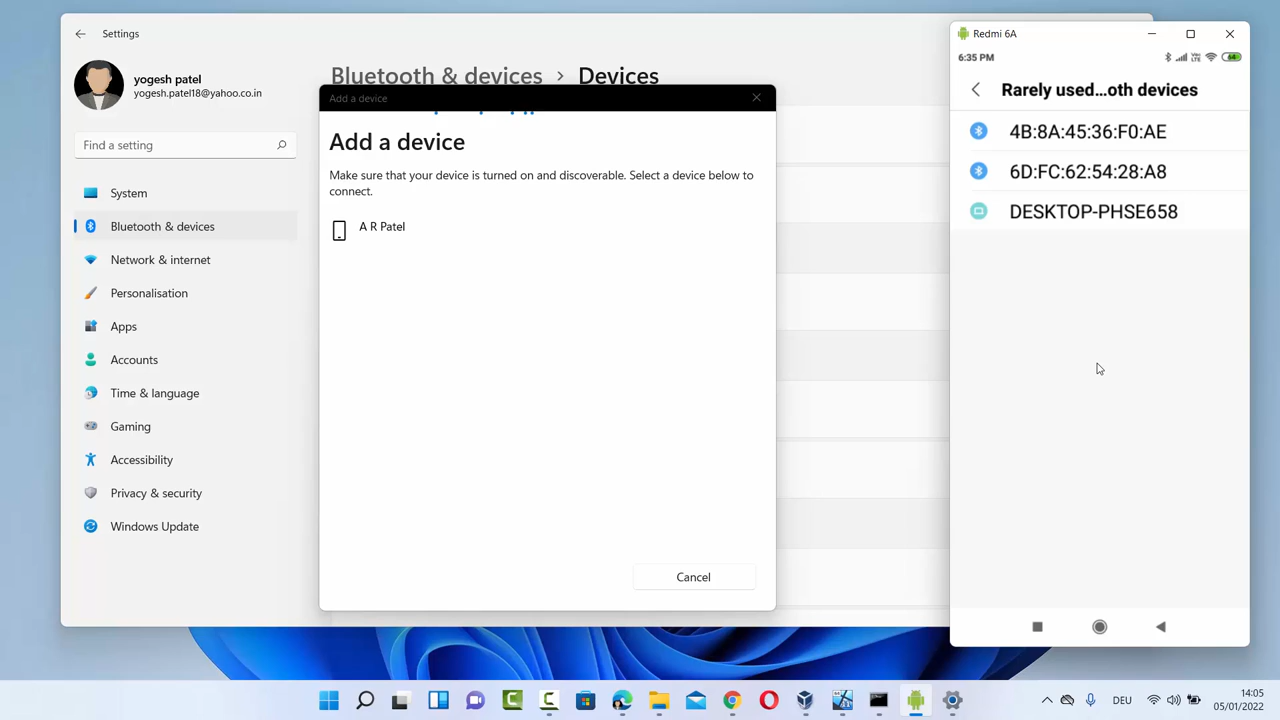 Settings
yogesh patel
yogesh.patel18@yahoo.co.in
Find a setting
System
Bluetooth & devices
Network & internet
Personalisation
Apps
Accounts
Time & language
Gaming
Accessibility
Privacy & security
Windows Update
Bluetooth & devices > Devices
Add a device
Add a device
Make sure that your device is turned on and discoverable. Select a device below to
connect.
A R Patel
Cancel
Redmi 6A
6:35 PM
Rarely used...oth devices
4B:8A:45:36:F0:AE
6D:FC:62:54:28:A8
DESKTOP-PHSE658
DEU
14:05
05/01/2022